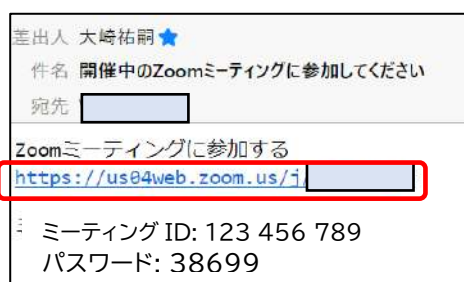 差出人 大崎祐嗣
件名 開催中のZoomミーティングに参加してください
宛先
Zoomミーティングに参加する
https://us04web.zoom.us/j/
ミーティング ID: 123 456 789
パスワード: 38699